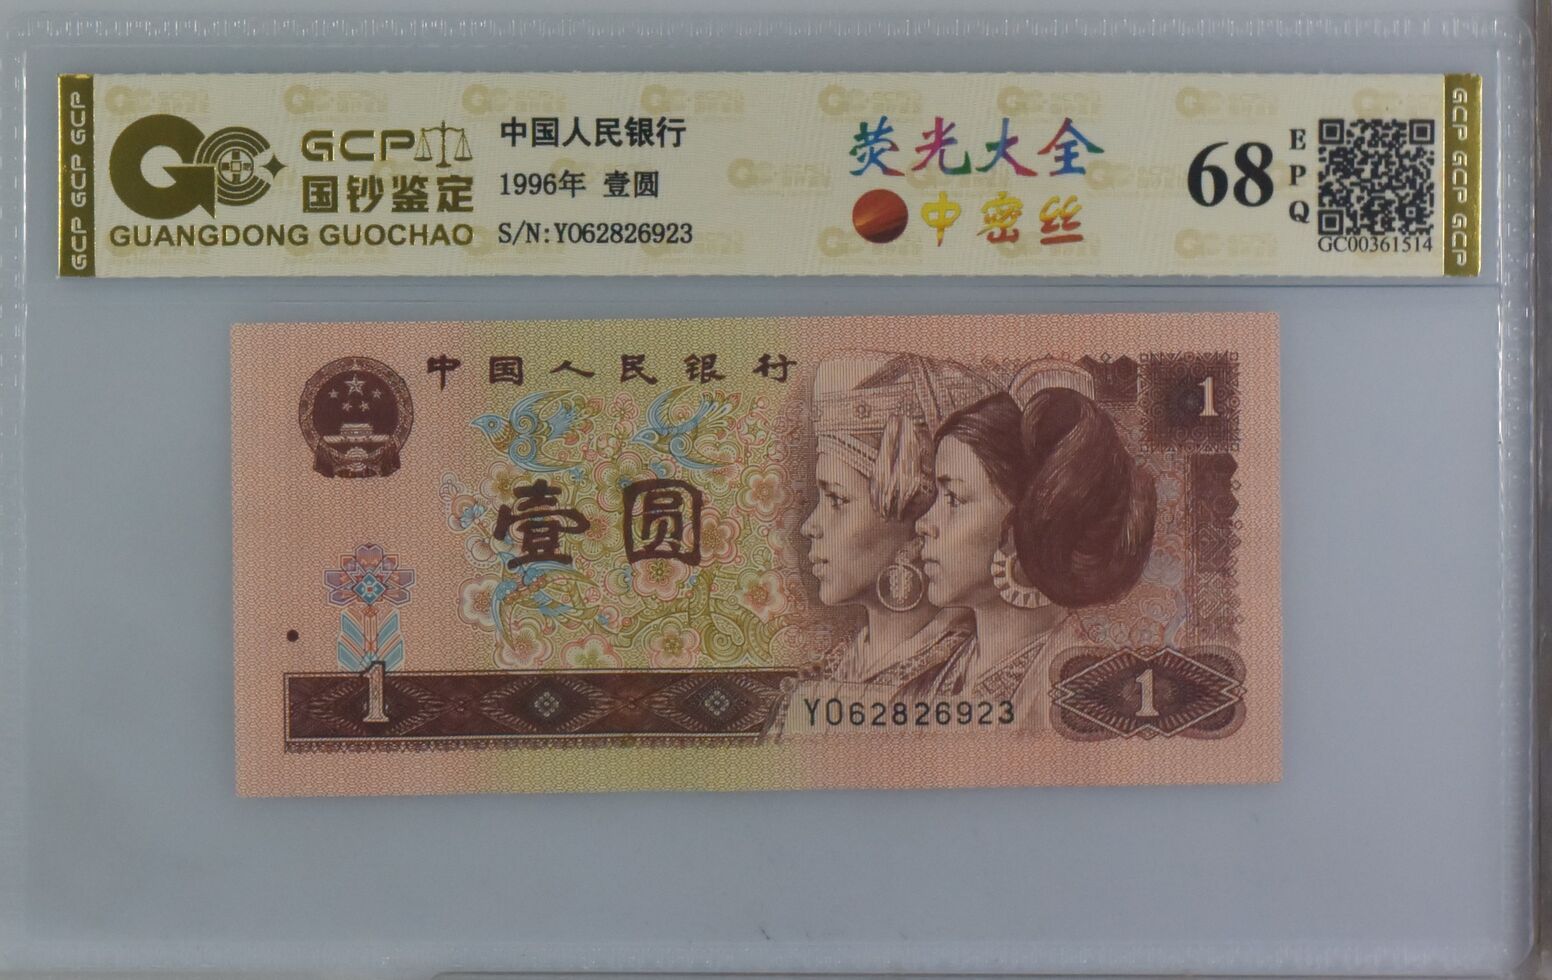 GCP
国钞鉴定
GUANGDONG GUOCHAO
中国人民银行
1996年 壹圆
S/N:Y062826923
荧光大全
中密丝
68
EPQ
GC00361514
GCP GCP GCP
GCP GCP GCP
中国人民银行
1
壹圆
1
Y062826923
1